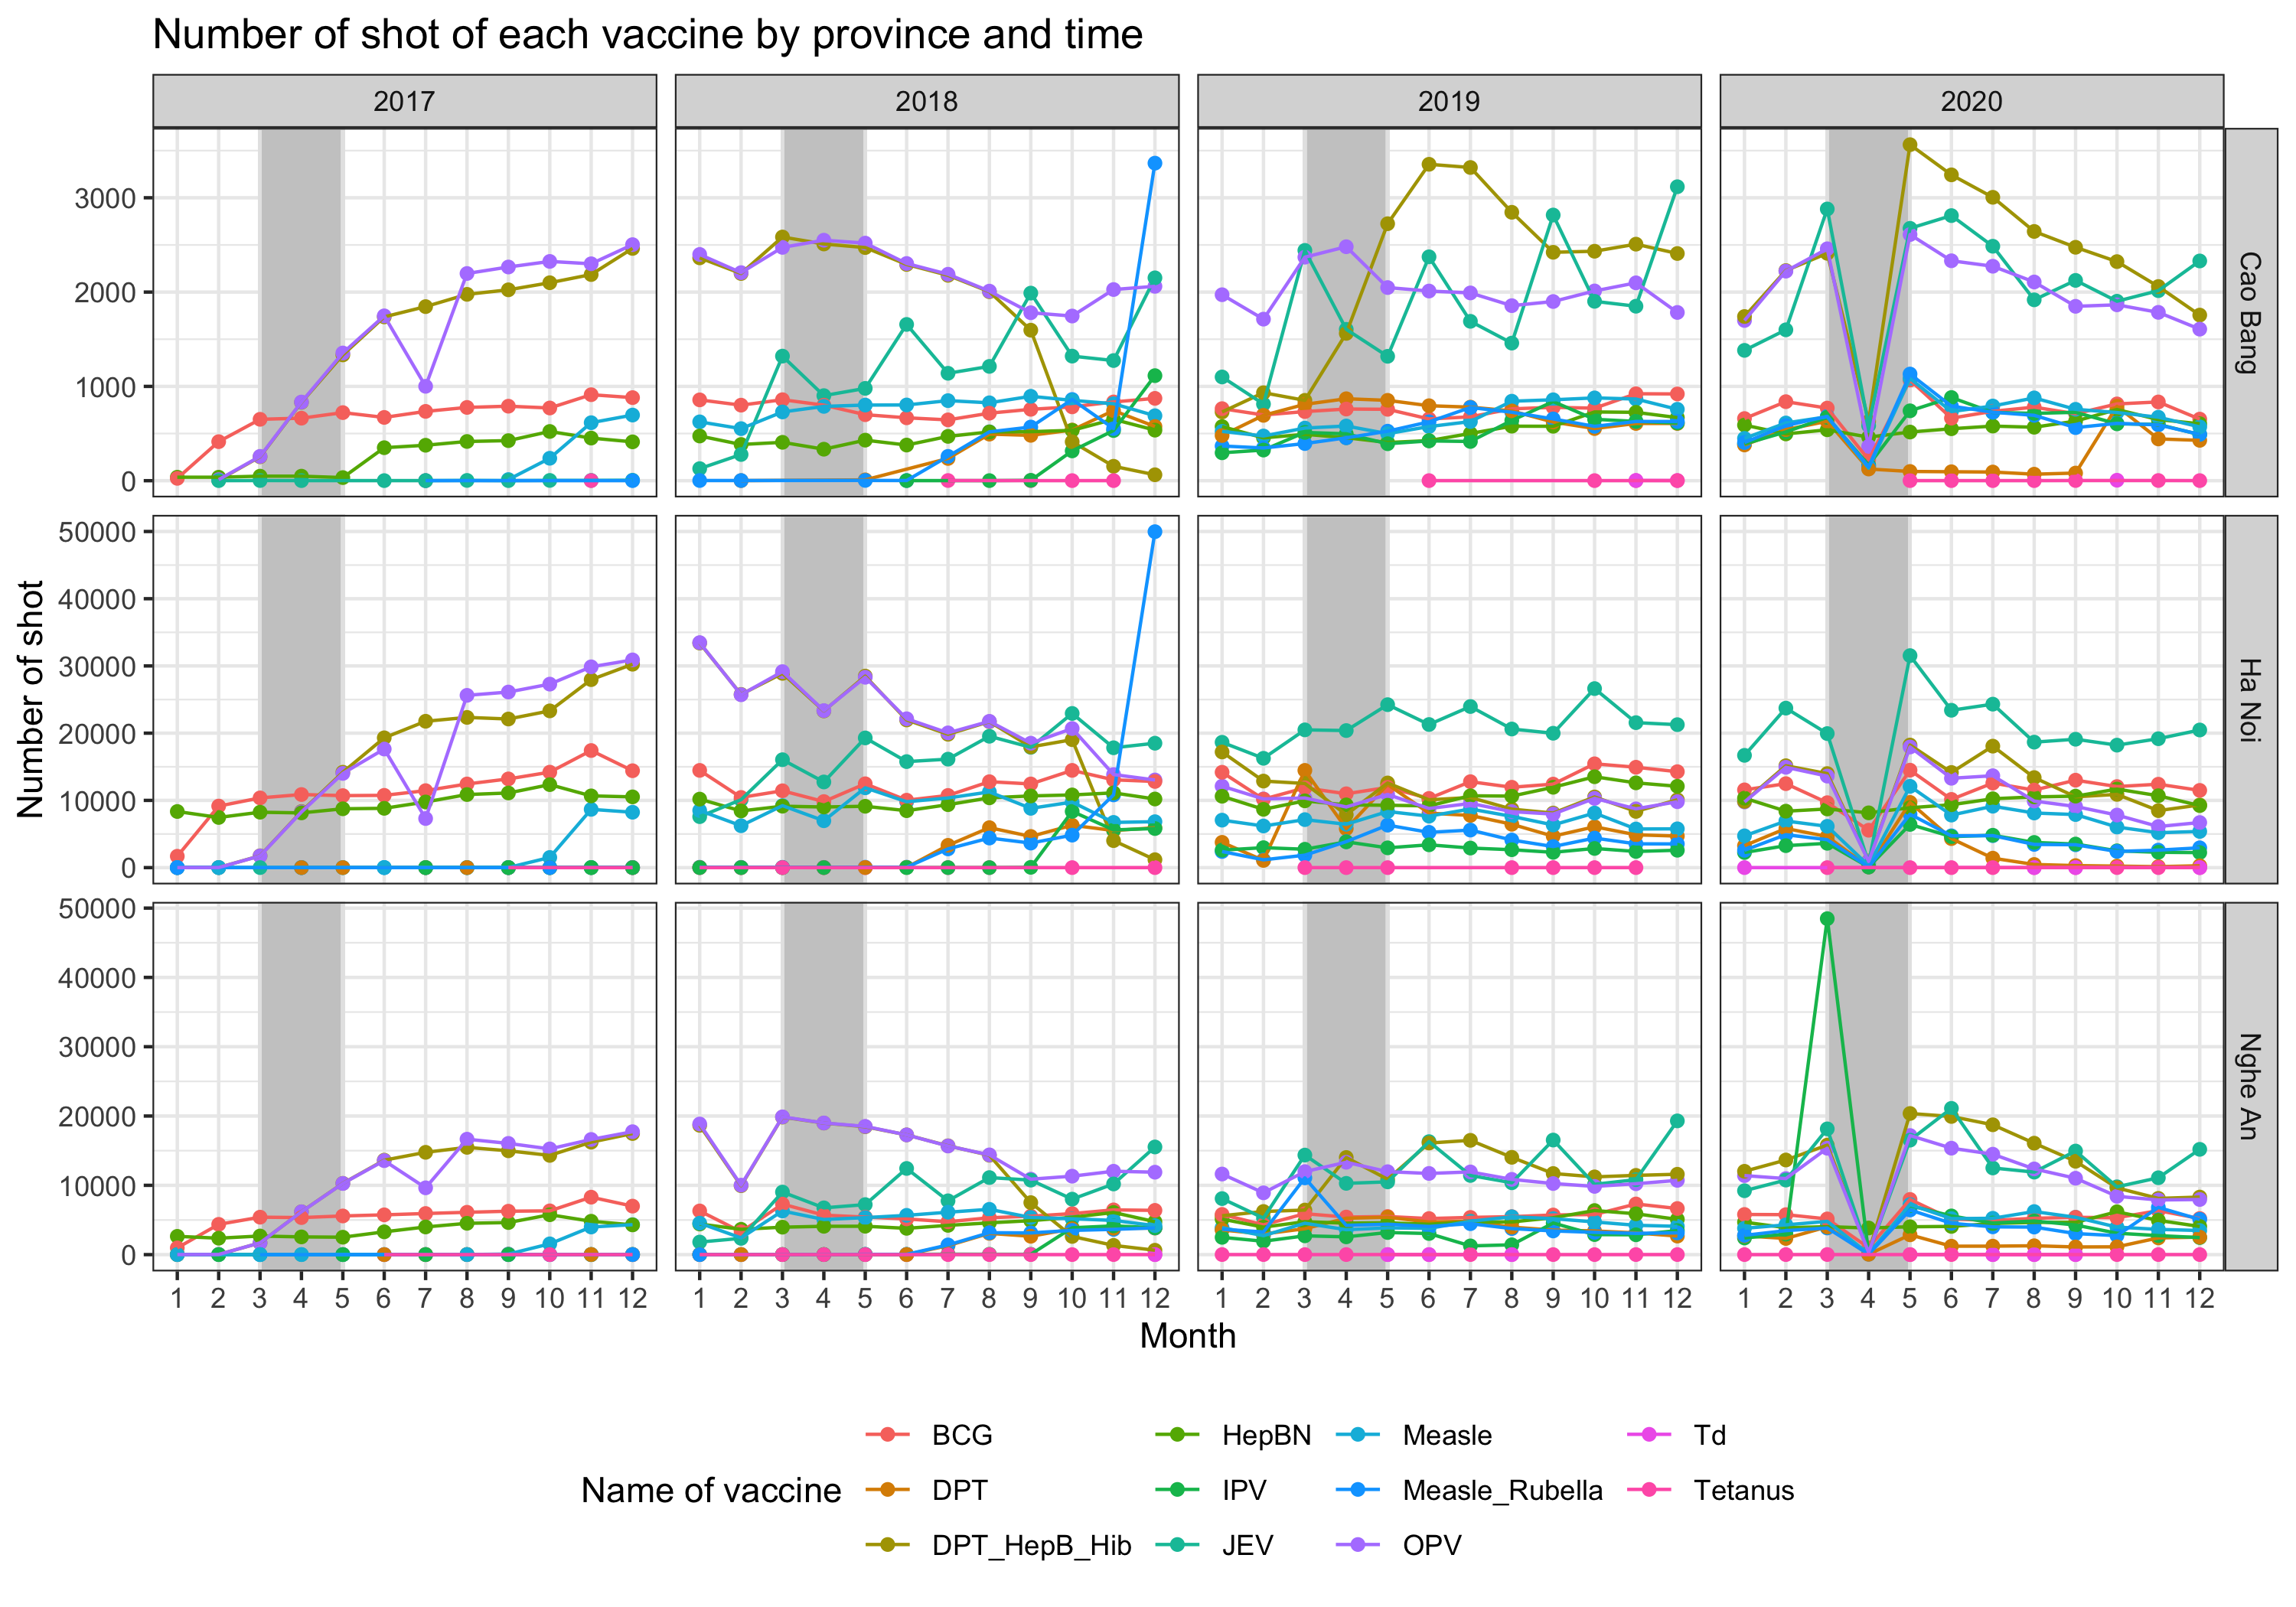 Number of shot of each vaccine by province and time
2017 2018 2019 2020
3000
2000
1000
0
Cao Bang
50000
40000
30000
20000
10000
0
Ha Noi
50000
40000
30000
20000
10000
0
Nghe An
Number of shot
1 2 3 4 5 6 7 8 9 10 11 12 1 2 3 4 5 6 7 8 9 10 11 12 1 2 3 4 5 6 7 8 9 10 11 12 1 2 3 4 5 6 7 8 9 10 11 12
Month
Name of vaccine
BCG HepBN Measle Td
DPT IPV Measle_Rubella Tetanus
DPT_HepB_Hib JEV OPV